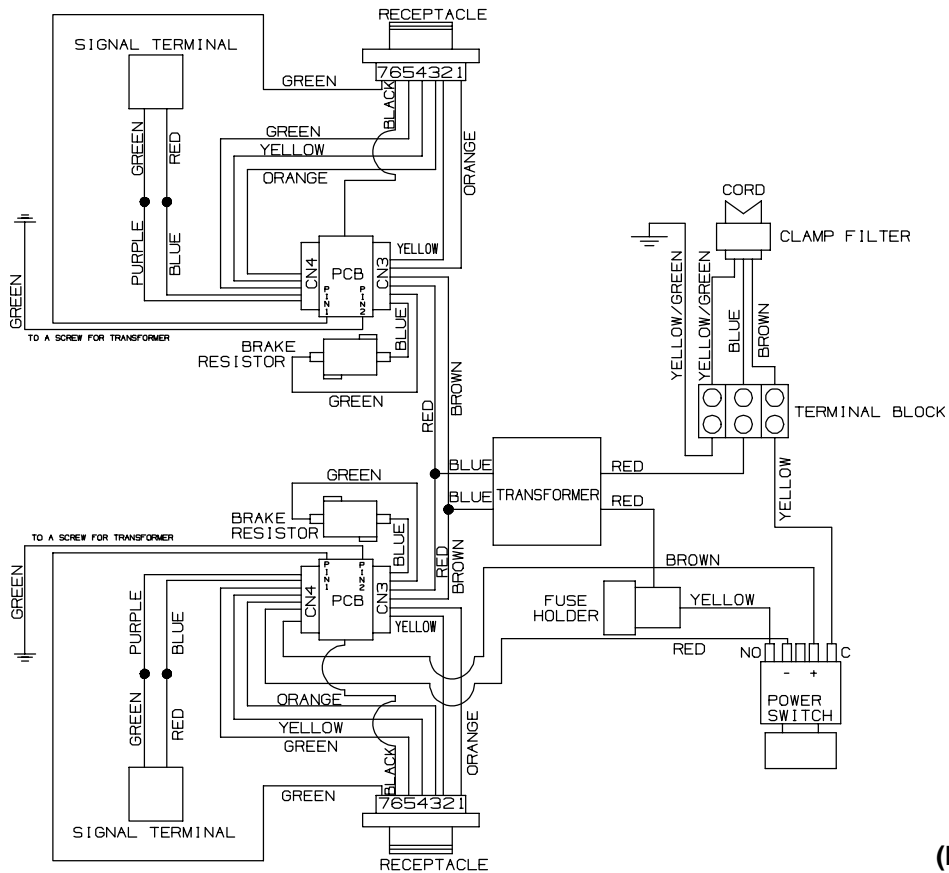 RECEPTACLE
SIGNAL TERMINAL
7654321
GREEN
BLACK
GREEN
RED
GREEN
YELLOW
ORANGE
ORANGE
CORD
CLAMP FILTER
PURPLE
BLUE
YELLOW
YELLOW/GREEN
YELLOW/GREEN
BLUE
BROWN
CN4
PCB
CN3
PIN1
PIN2
GREEN
TO A SCREW FOR TRANSFORMER
BLUE
BRAKE
RESISTOR
GREEN
RED
BROWN
TERMINAL BLOCK
BLUE
RED
GREEN
YELLOW
TRANSFORMER
BLUE
RED
BRAKE
RESISTOR
BLUE
TO A SCREW FOR TRANSFORMER
RED
BROWN
BROWN
PIN1
PIN2
CN4
PCB
CN3
GREEN
PURPLE
BLUE
FUSE
HOLDER
YELLOW
YELLOW
RED
NO
C
- +
POWER
SWITCH
ORANGE
GREEN
RED
YELLOW
GREEN
ORANGE
BLACK
GREEN
7654321
SIGNAL TERMINAL
RECEPTACLE